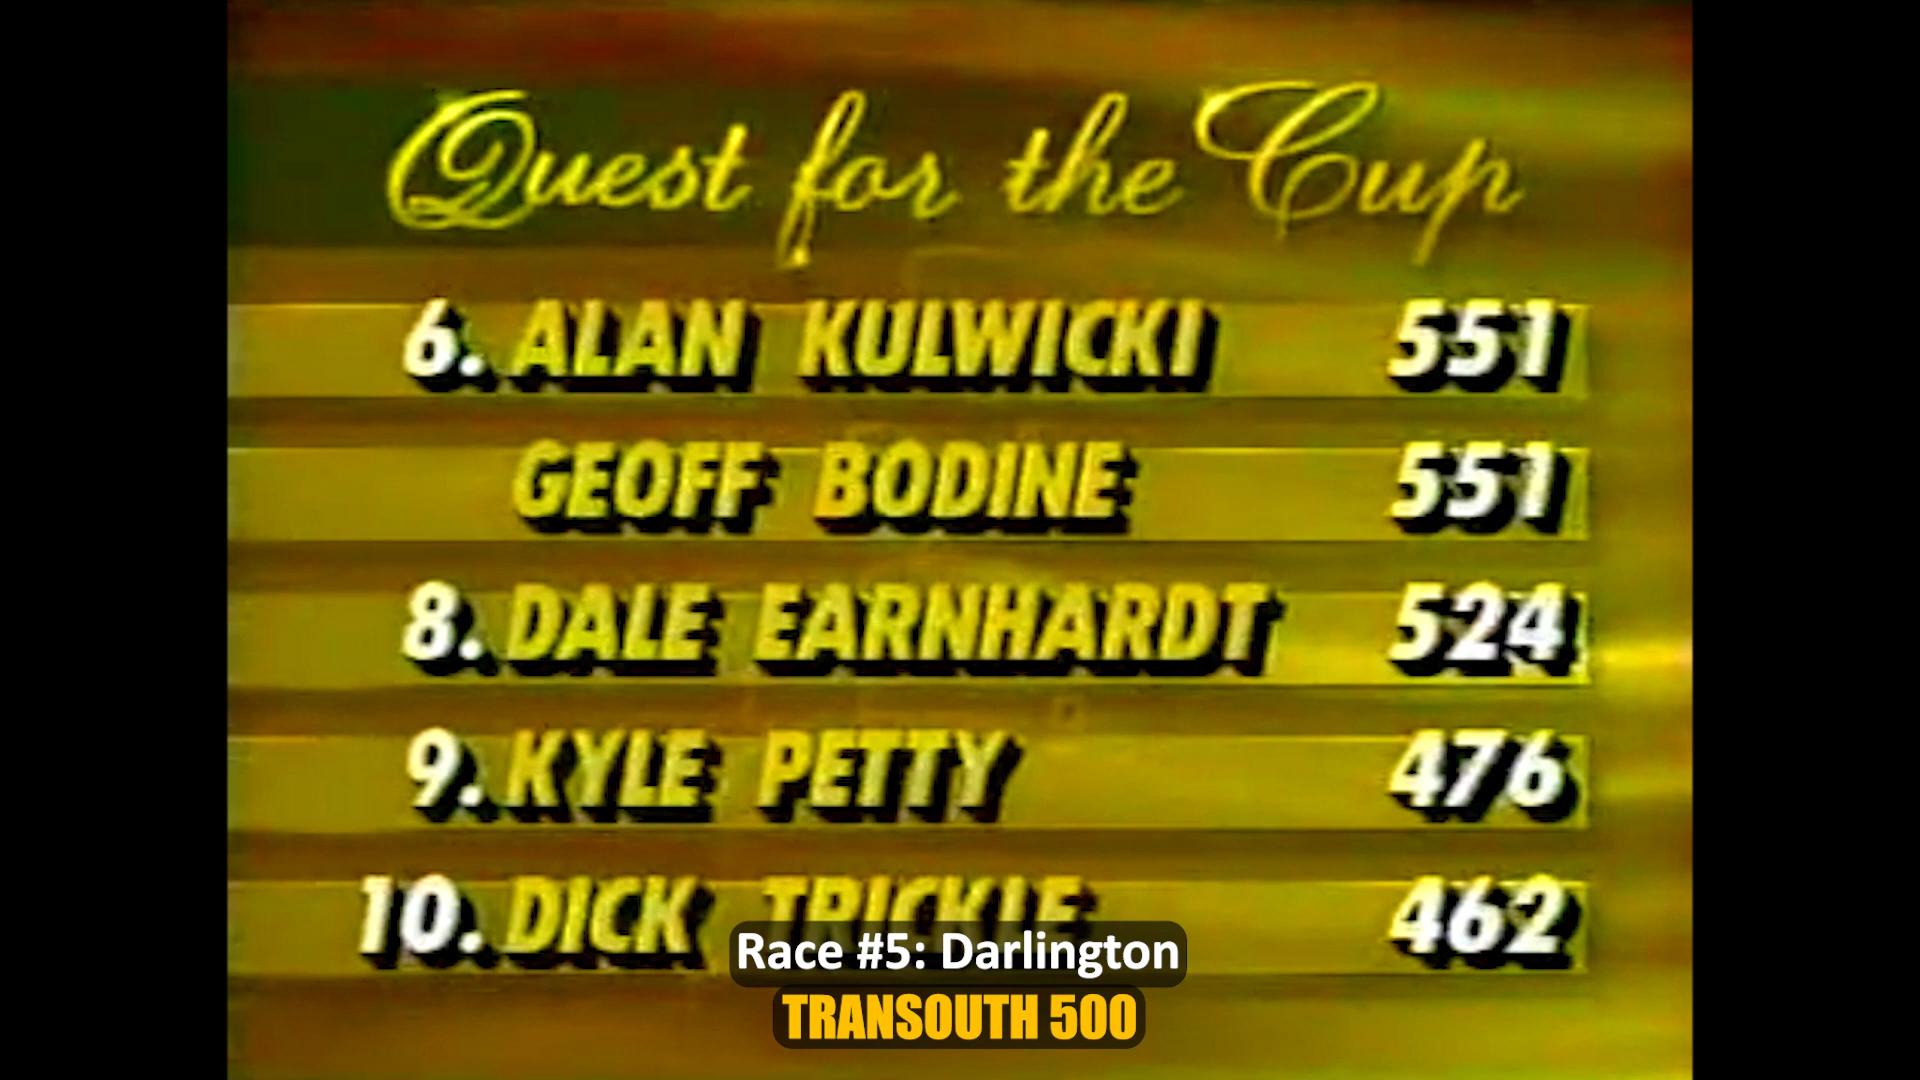 Quest for the Cup
6. ALAN KULWICKI 551
GEOFF BODINE 551
8. DALE EARNHARDT 524
9. KYLE PETTY 476
10. DICK TRICKLE 462
Race #5: Darlington
TRANSOUTH 500